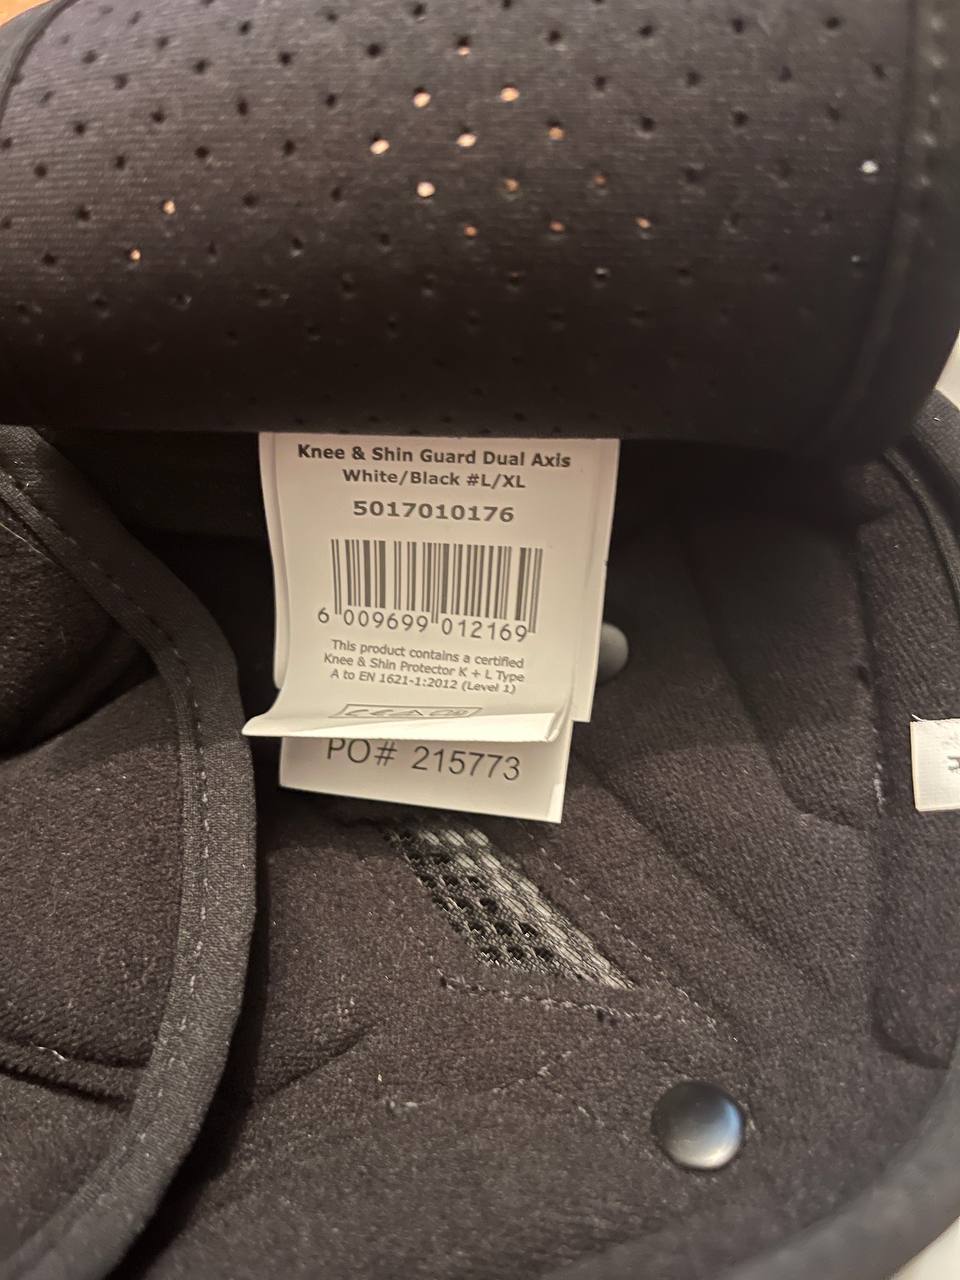 Knee & Shin Guard Dual Axis
White/Black #L/XL
5017010176
6 009699 012169
This product contains a certified
Knee & Shin Protector K + L Type
A to EN 1621-1:2012 (Level 1)
PO# 215773